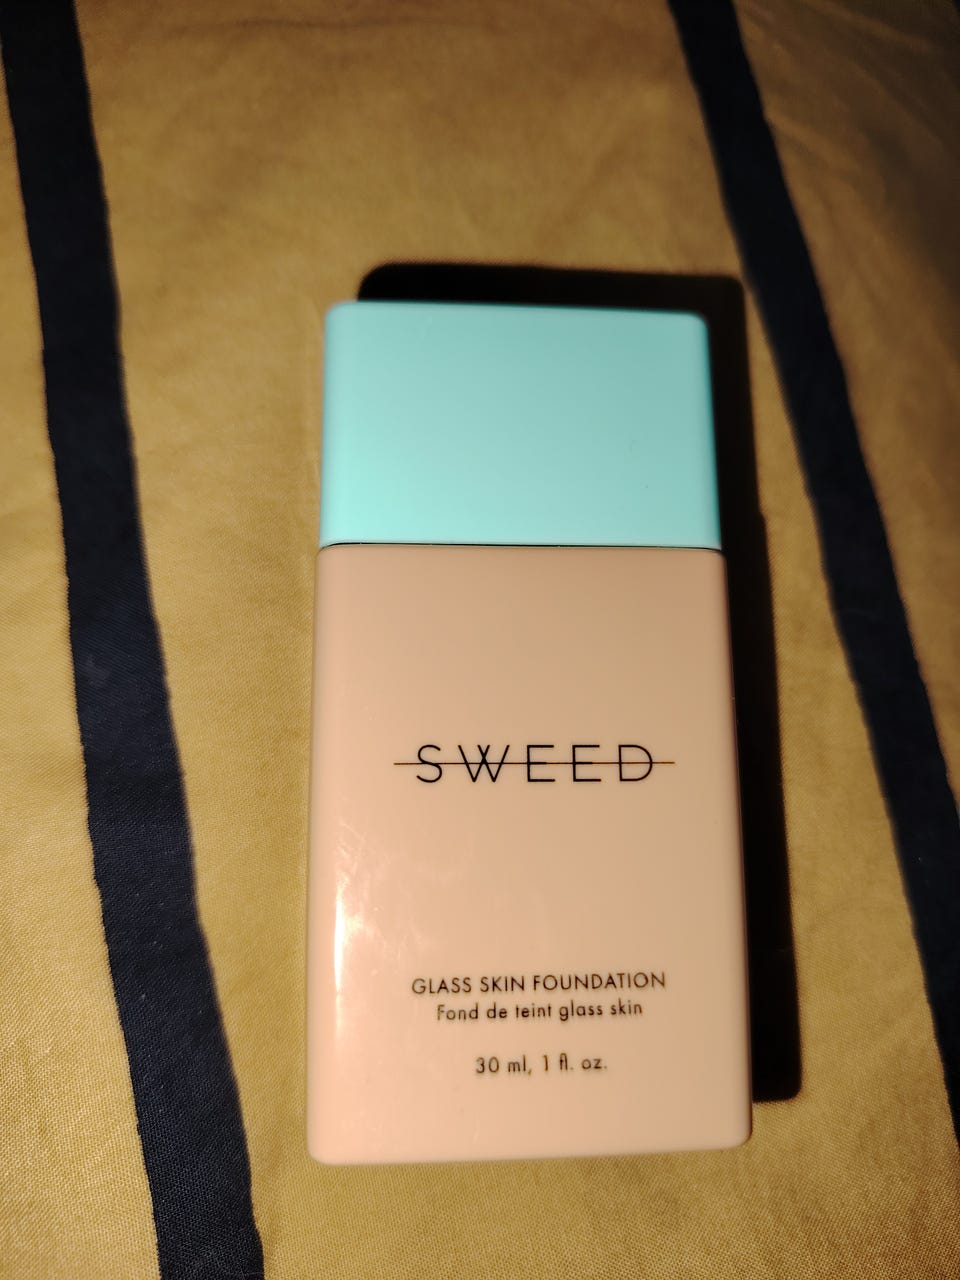 SWEED
GLASS SKIN FOUNDATION
Fond de teint glass skin
30 ml, 1 fl. oz.